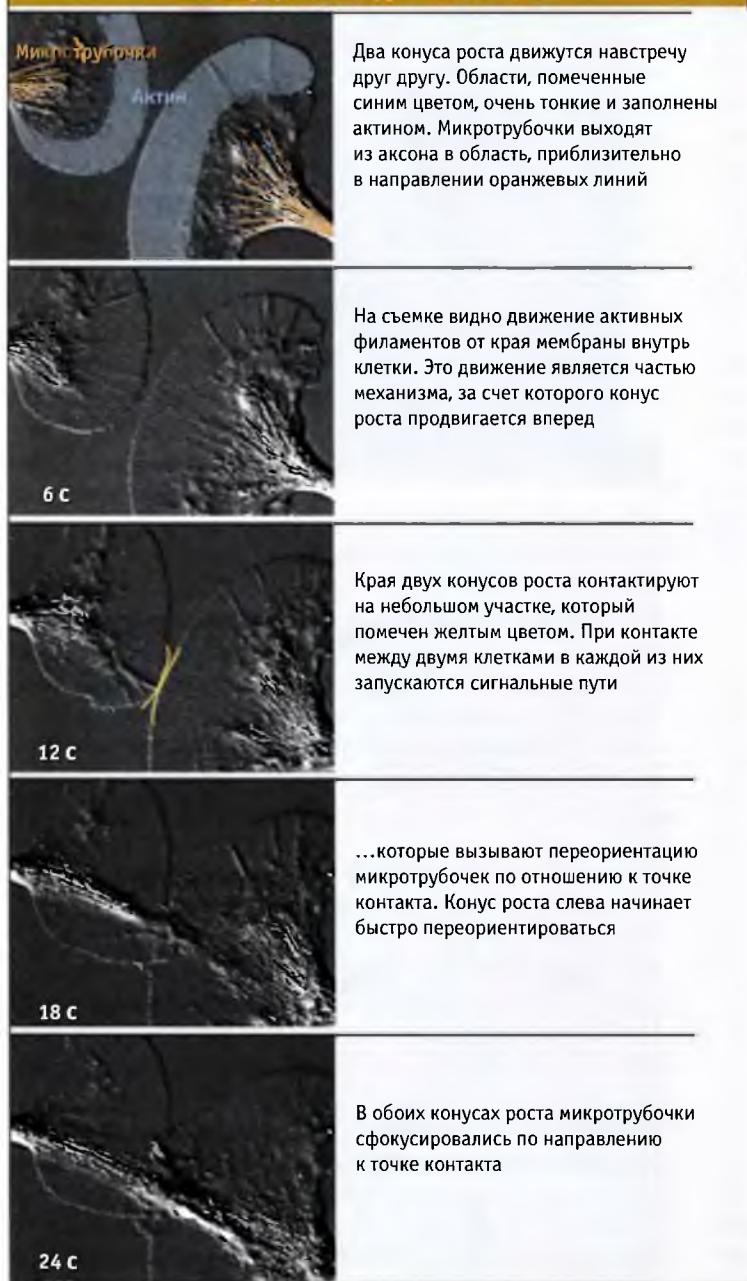 Микротрубочки
Актин
Два конуса роста движутся навстречу
друг другу. Области, помеченные
синим цветом, очень тонкие и заполнены
актином. Микротрубочки выходят
из аксона в область, приблизительно
в направлении оранжевых линий
На съемке видно движение активных
филаментов от края мембраны внутрь
клетки. Это движение является частью
механизма, за счет которого конус
роста продвигается вперед
6 с
Края двух конусов роста контактируют
на небольшом участке, который
помечен желтым цветом. При контакте
между двумя клетками в каждой из них
запускаются сигнальные пути
12 с
...которые вызывают переориентацию
микротрубочек по отношению к точке
контакта. Конус роста слева начинает
быстро переориентироваться
18 с
В обоих конусах роста микротрубочки
сфокусировались по направлению
к точке контакта
24 с